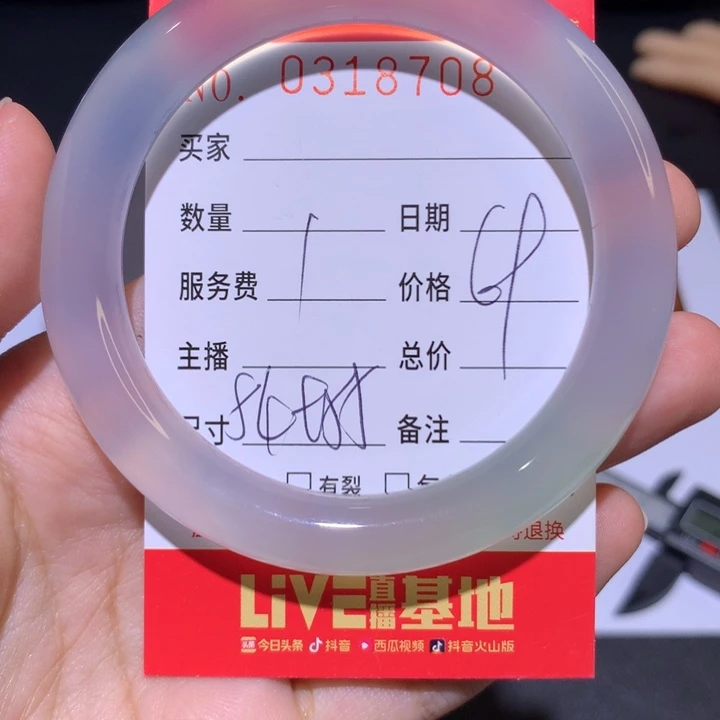 NO. 0318708
买家
数量 1 日期
服务费 价格 69
主播 总价
尺寸 备注
有裂
退换
LiVE直播基地
今日头条 抖音 西瓜视频 抖音火山版